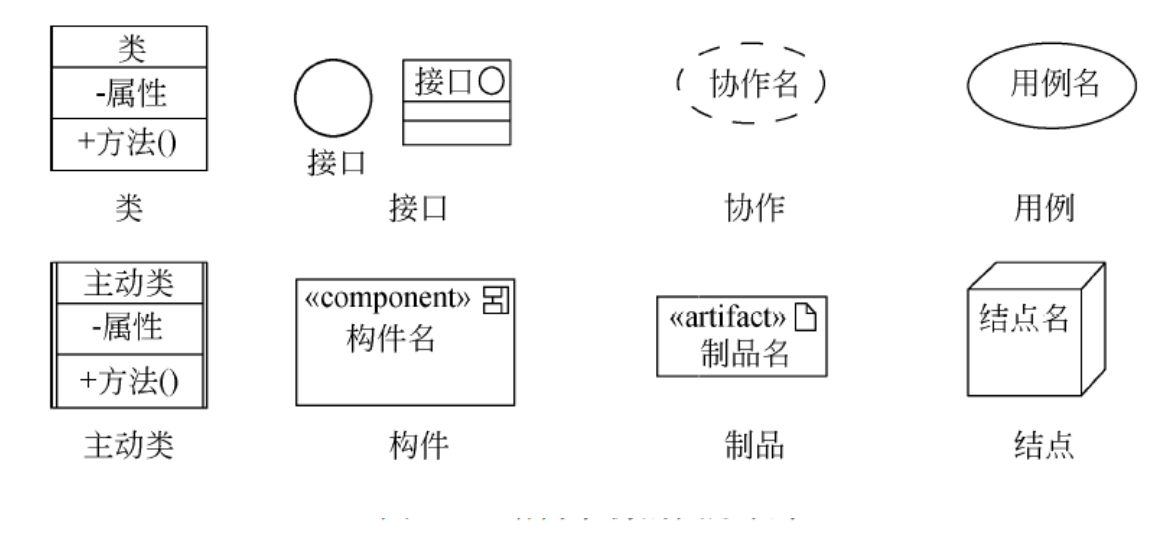 类
-属性
+方法()
类
接口
接口
接口
协作名
协作
用例名
用例
主动类
-属性
+方法()
主动类
«component»
构件名
构件
«artifact»
制品名
制品
结点名
结点